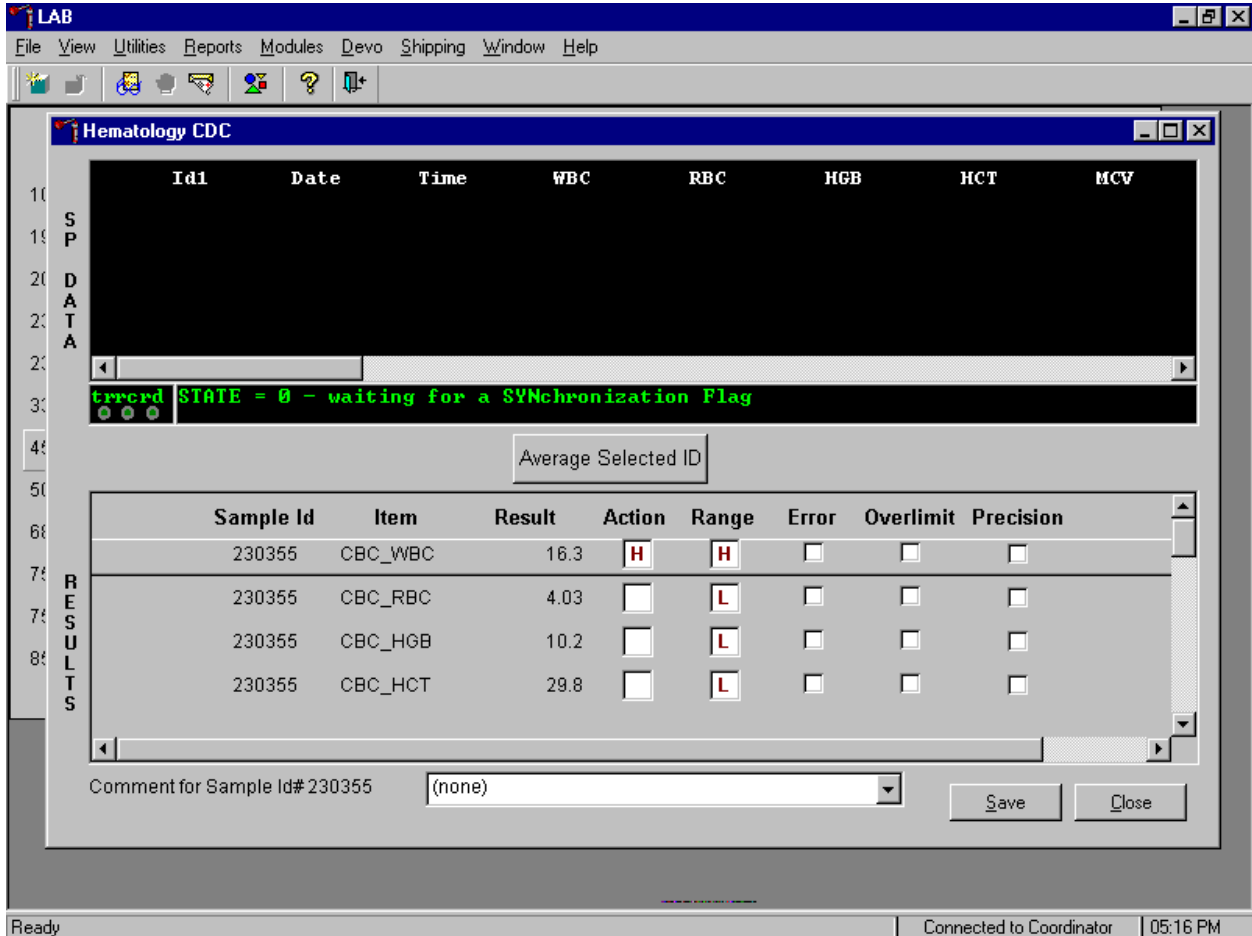 LAB
File View Utilities Reports Modules Devo Shipping Window Help
Hematology CDC
Id1 Date Time WBC RBC HGB HCT MCV
SP DATA
trrcrd STATE = 0 - waiting for a SYNchronization Flag
Average Selected ID
Sample Id Item Result Action Range Error Overlimit Precision
230355 CBC_WBC 16.3 H H
230355 CBC_RBC 4.03 L
230355 CBC_HGB 10.2 L
230355 CBC_HCT 29.8 L
RESULTS
Comment for Sample Id# 230355 (none)
Save Close
Ready Connected to Coordinator 05:16 PM